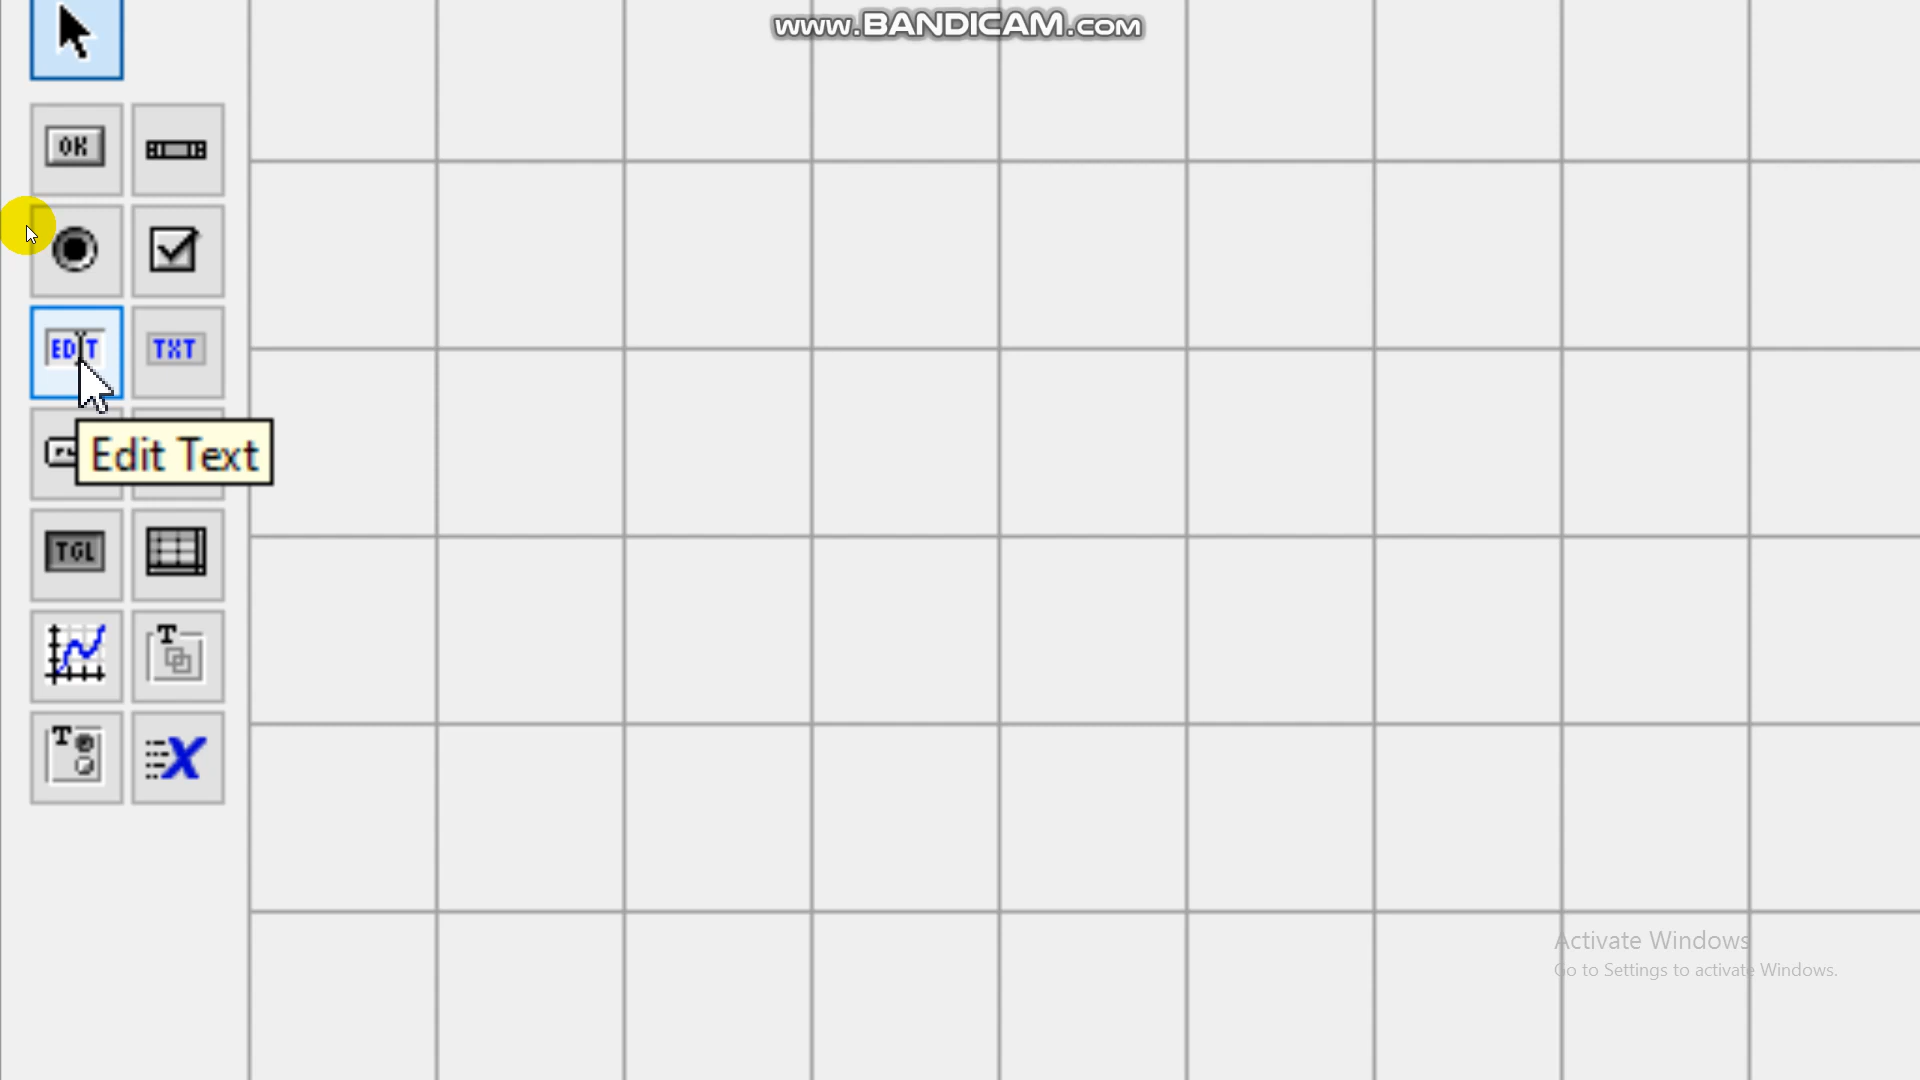 www.BANDICAM.com
OK
EDIT TXT
Edit Text
TGL
T
T X
Activate Windows
Go to Settings to activate Windows.